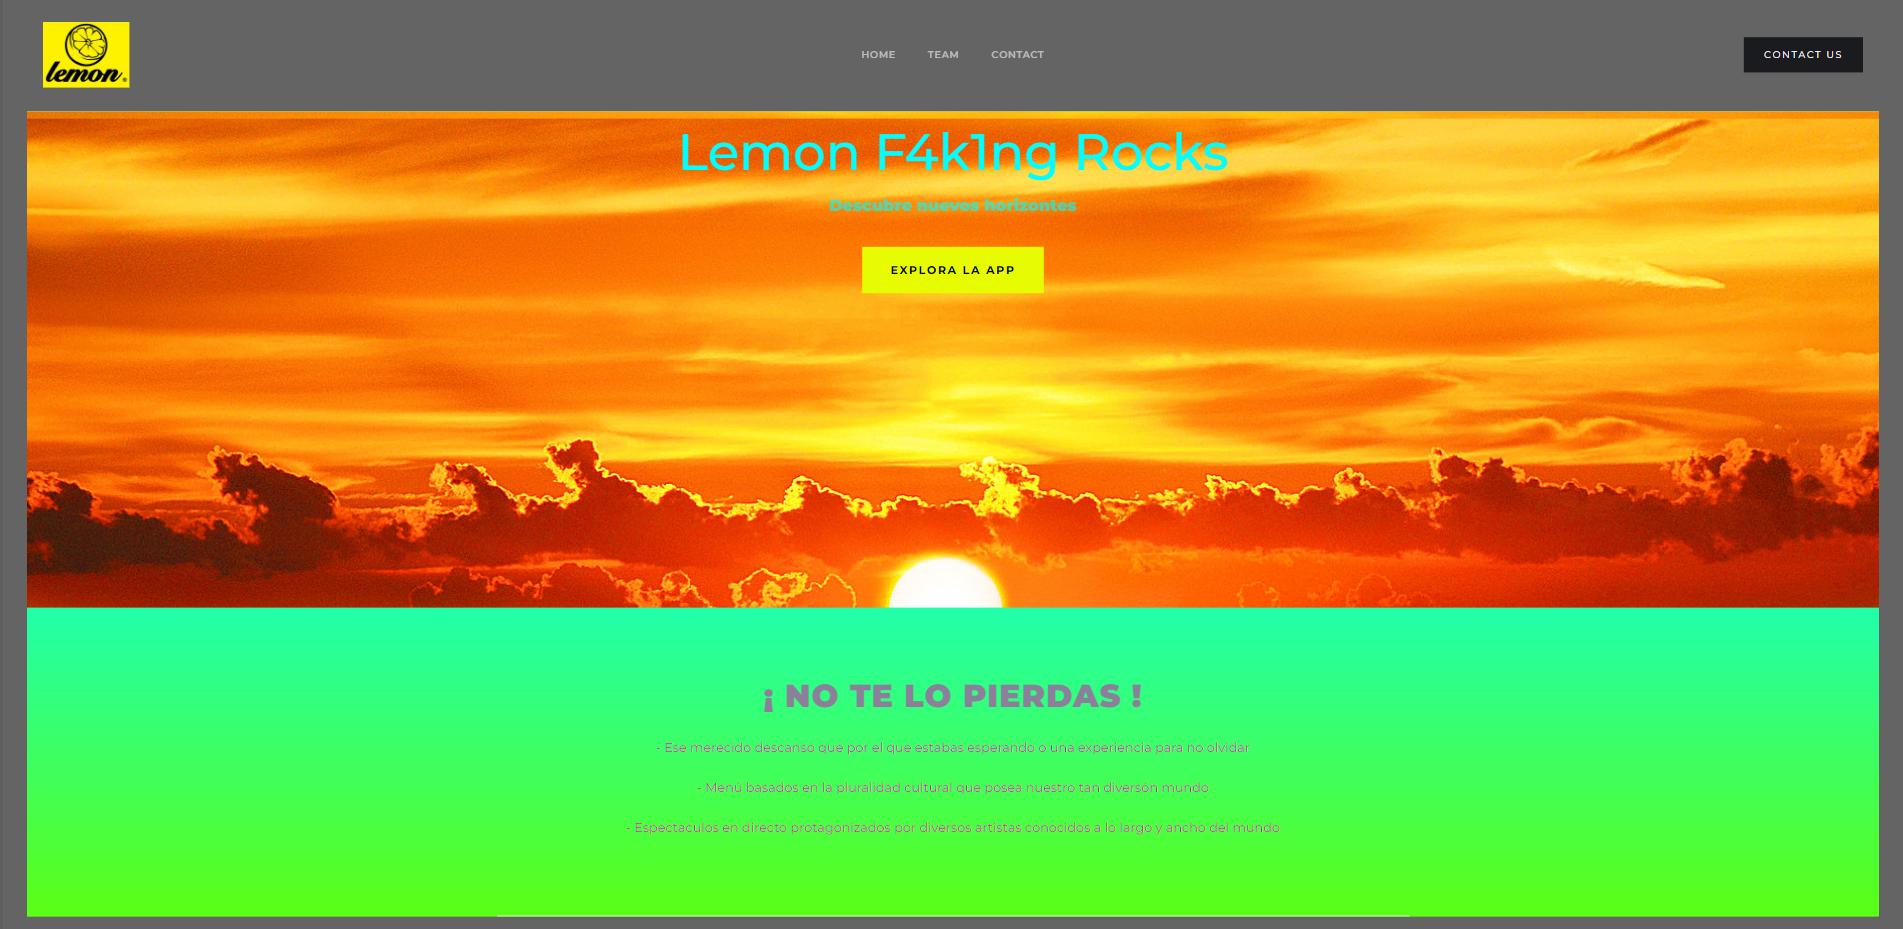 lemon®
HOME TEAM CONTACT
CONTACT US
Lemon F4k1ng Rocks
Descubre nuevos horizontes
EXPLORA LA APP
¡ NO TE LO PIERDAS !
- Ese merecido descanso que por el que estabas esperando o una experiencia para no olvidar
- Menú basados en la pluralidad cultural que posea nuestro tan diverson mundo
- Espectaculos en directo protagonizados por diversos artistas conocidos a lo largo y ancho del mundo